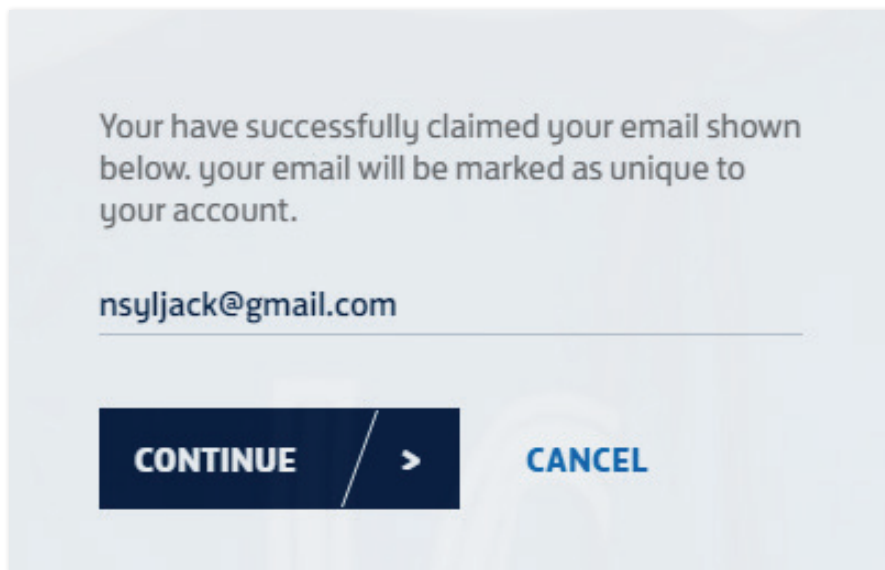 Your have successfully claimed your email shown
below. your email will be marked as unique to
your account.
nsyljack@gmail.com
CONTINUE > CANCEL